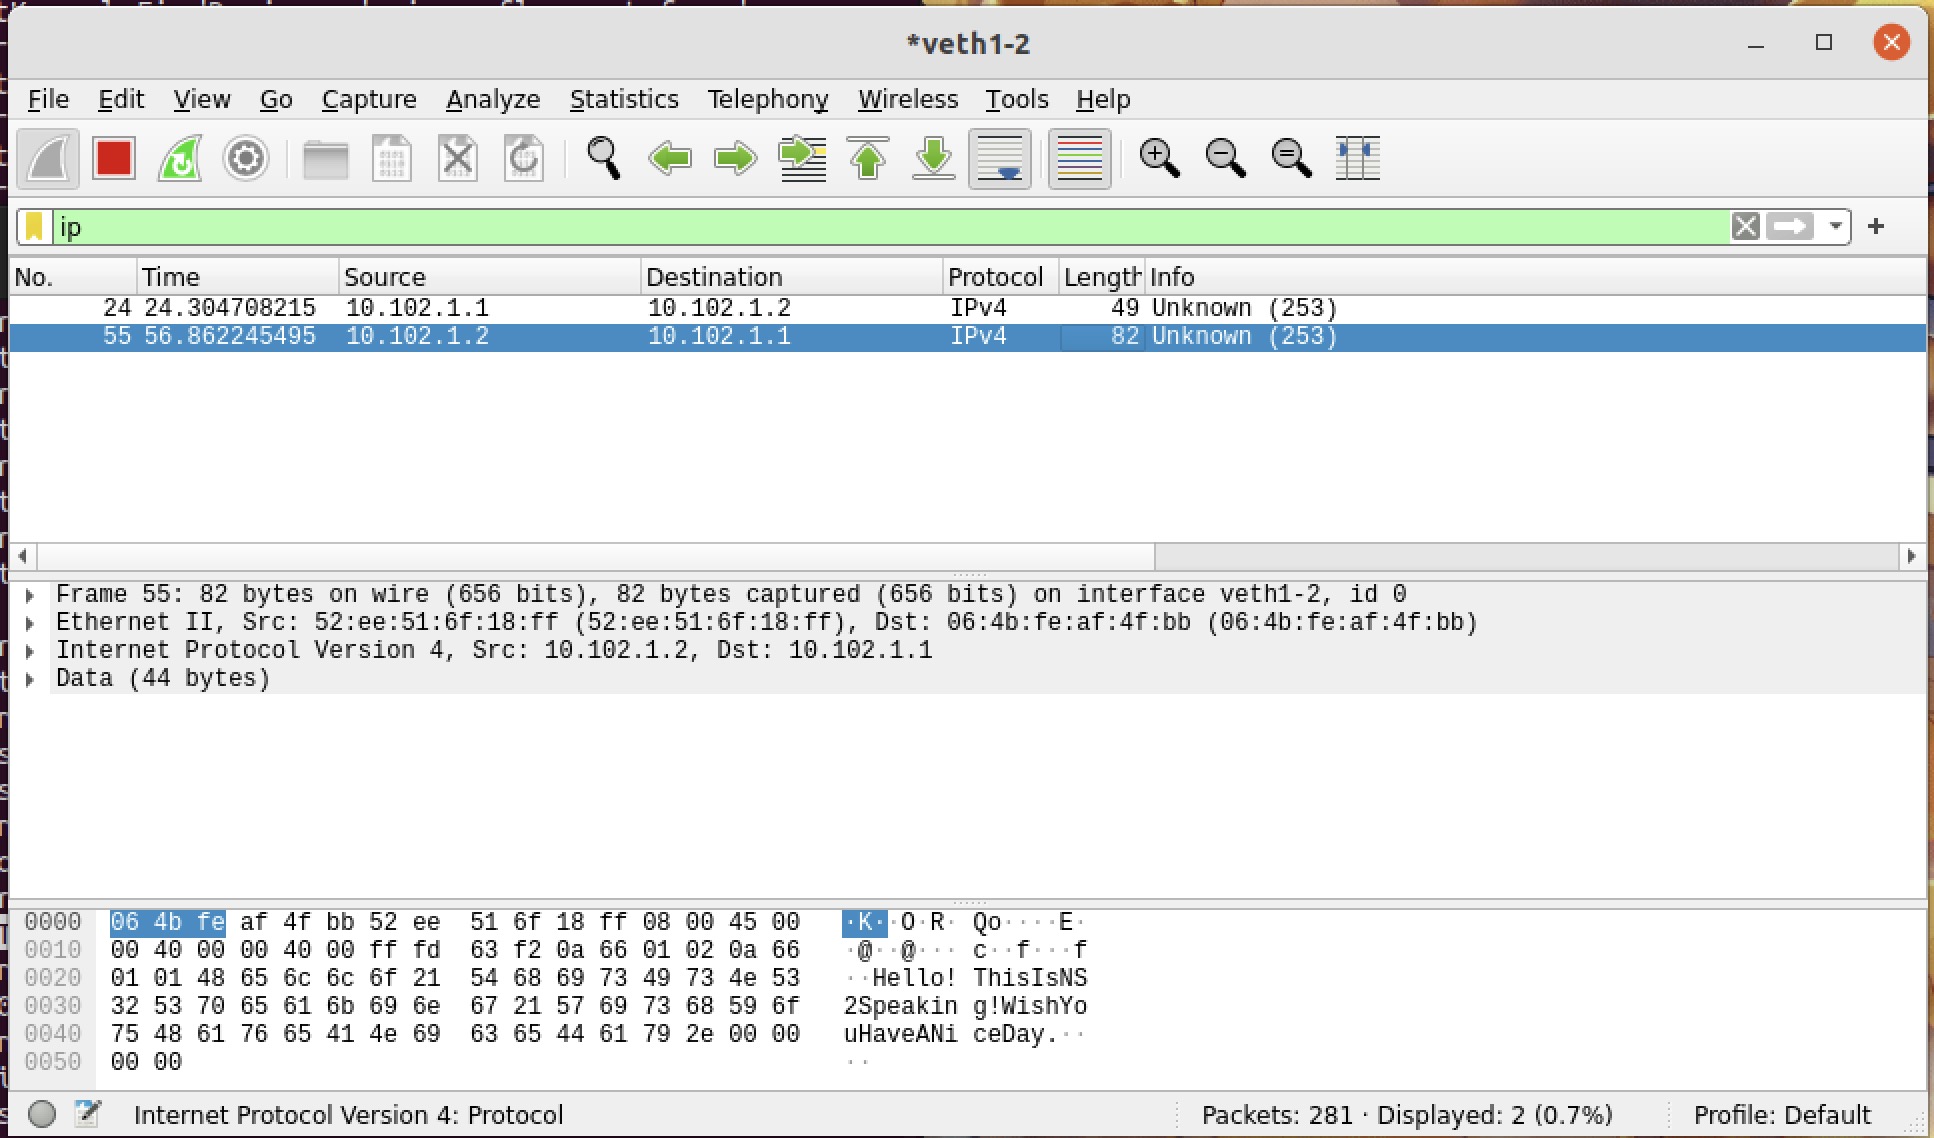 *veth1-2
File Edit View Go Capture Analyze Statistics Telephony Wireless Tools Help
ip
No. Time Source Destination Protocol Length Info
24 24.304708215 10.102.1.1 10.102.1.2 IPv4 49 Unknown (253)
55 56.862245495 10.102.1.2 10.102.1.1 IPv4 82 Unknown (253)
Frame 55: 82 bytes on wire (656 bits), 82 bytes captured (656 bits) on interface veth1-2, id 0
Ethernet II, Src: 52:ee:51:6f:18:ff (52:ee:51:6f:18:ff), Dst: 06:4b:fe:af:4f:bb (06:4b:fe:af:4f:bb)
Internet Protocol Version 4, Src: 10.102.1.2, Dst: 10.102.1.1
Data (44 bytes)
0000 06 4b fe af 4f bb 52 ee 51 6f 18 ff 08 00 45 00 ·K··O·R· Qo····E·
0010 00 40 00 00 40 00 ff fd 63 f2 0a 66 01 02 0a 66 ·@··@··· c··f···f
0020 01 01 48 65 6c 6c 6f 21 54 68 69 73 49 73 4e 53 ··Hello! ThisIsNS
0030 32 53 70 65 61 6b 69 6e 67 21 57 69 73 68 59 6f 2Speakin g!WishYo
0040 75 48 61 76 65 41 4e 69 63 65 44 61 79 2e 00 00 uHaveANi ceDay.··
0050 00 00 ··
Internet Protocol Version 4: Protocol Packets: 281 · Displayed: 2 (0.7%) Profile: Default